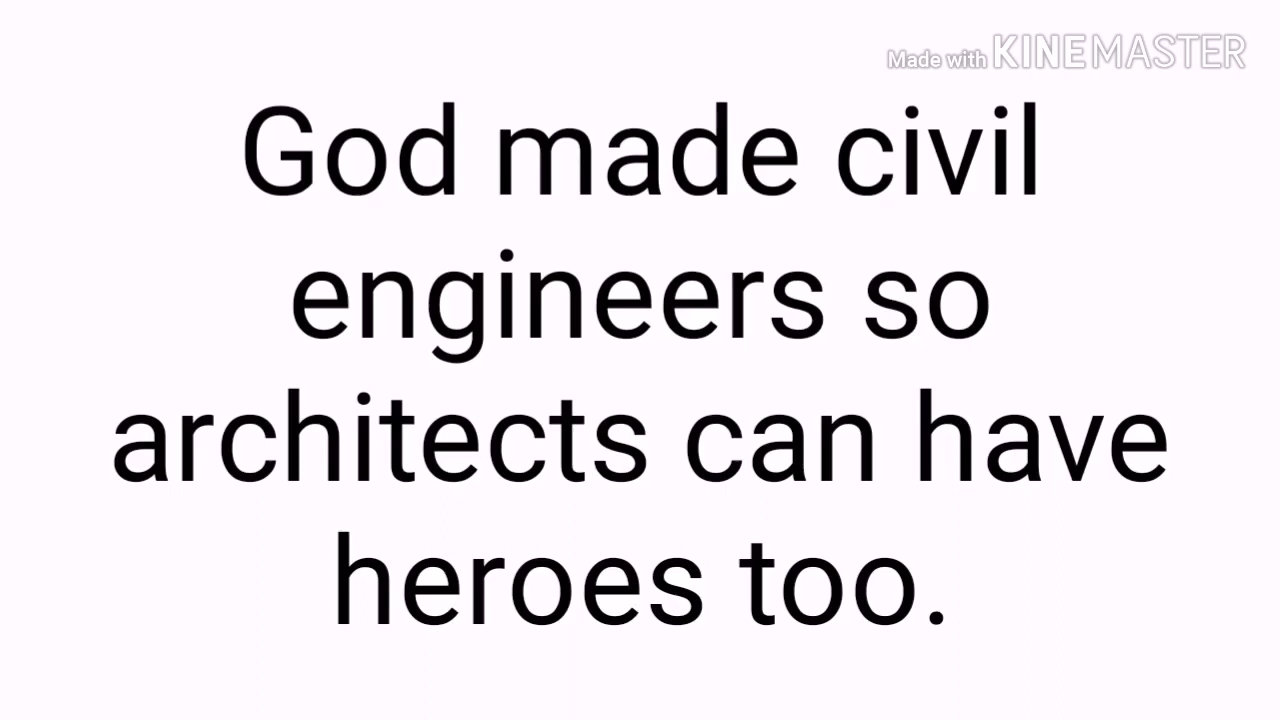 Made with KINEMASTER
God made civil
engineers so
architects can have
heroes too.